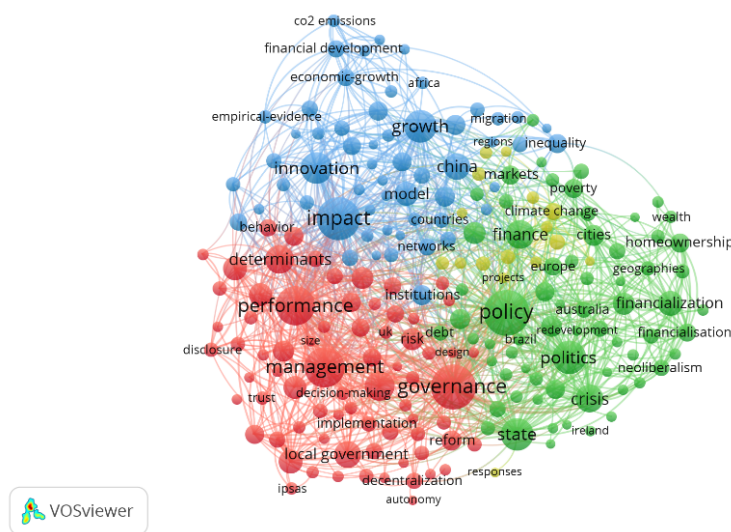 co2 emissions
financial development
economic-growth
africa
empirical-evidence
growth
migration
regions
inequality
innovation
china
markets
model
poverty
impact
countries
climate change
wealth
behavior
finance
cities
homeownership
networks
determinants
europe
geographies
projects
institutions
performance
policy
australia
financialization
size
uk
risk
debt
brazil
redevelopment
financialisation
disclosure
design
management
politics
neoliberalism
trust
decision-making
governance
crisis
implementation
state
ireland
local government
reform
responses
decentralization
ipsas
autonomy
VOSviewer